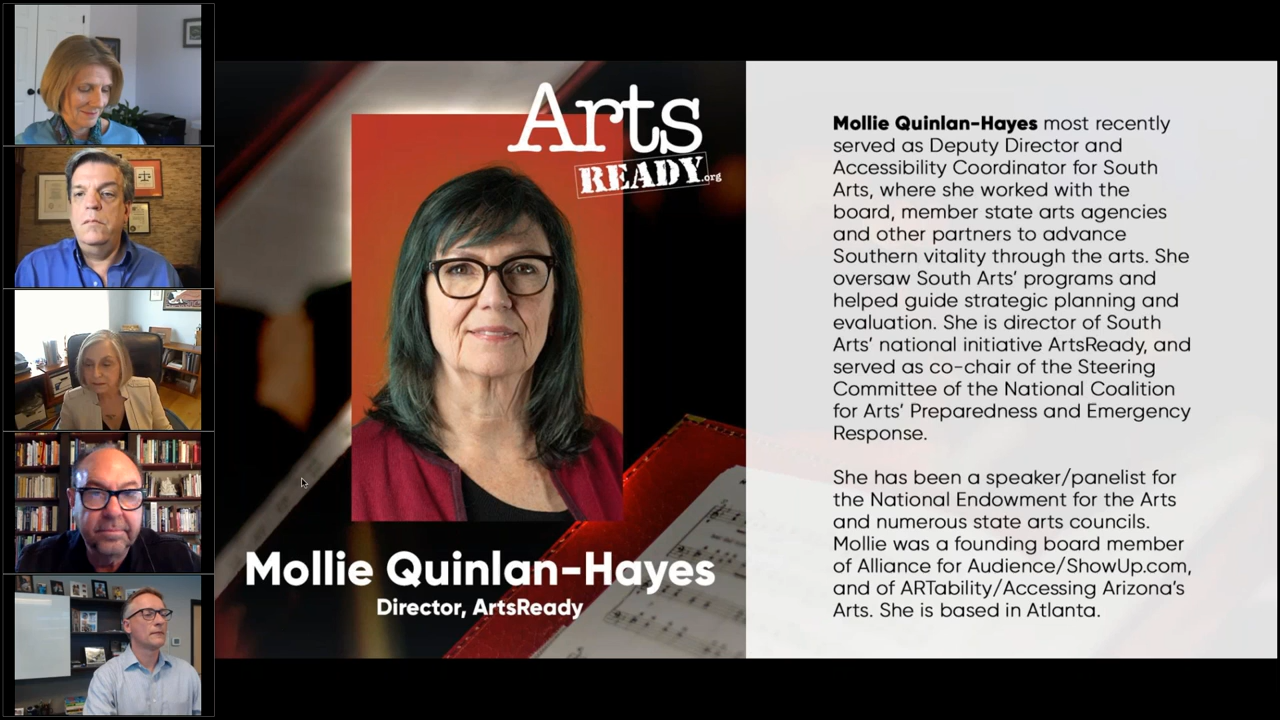 Arts
READY.org
Mollie Quinlan-Hayes
Director, ArtsReady
Mollie Quinlan-Hayes most recently
served as Deputy Director and
Accessibility Coordinator for South
Arts, where she worked with the
board, member state arts agencies
and other partners to advance
Southern vitality through the arts. She
oversaw South Arts’ programs and
helped guide strategic planning and
evaluation. She is director of South
Arts’ national initiative ArtsReady, and
served as co-chair of the Steering
Committee of the National Coalition
for Arts’ Preparedness and Emergency
Response.
She has been a speaker/panelist for
the National Endowment for the Arts
and numerous state arts councils.
Mollie was a founding board member
of Alliance for Audience/ShowUp.com,
and of ARTability/Accessing Arizona’s
Arts. She is based in Atlanta.